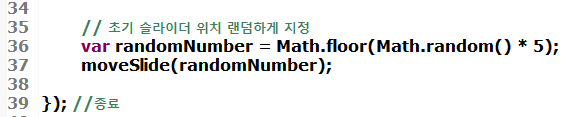 34
35 // 초기 슬라이더 위치 랜덤하게 지정
36 var randomNumber = Math.floor(Math.random() * 5);
37 moveSlide(randomNumber);
38
39 }); //종료